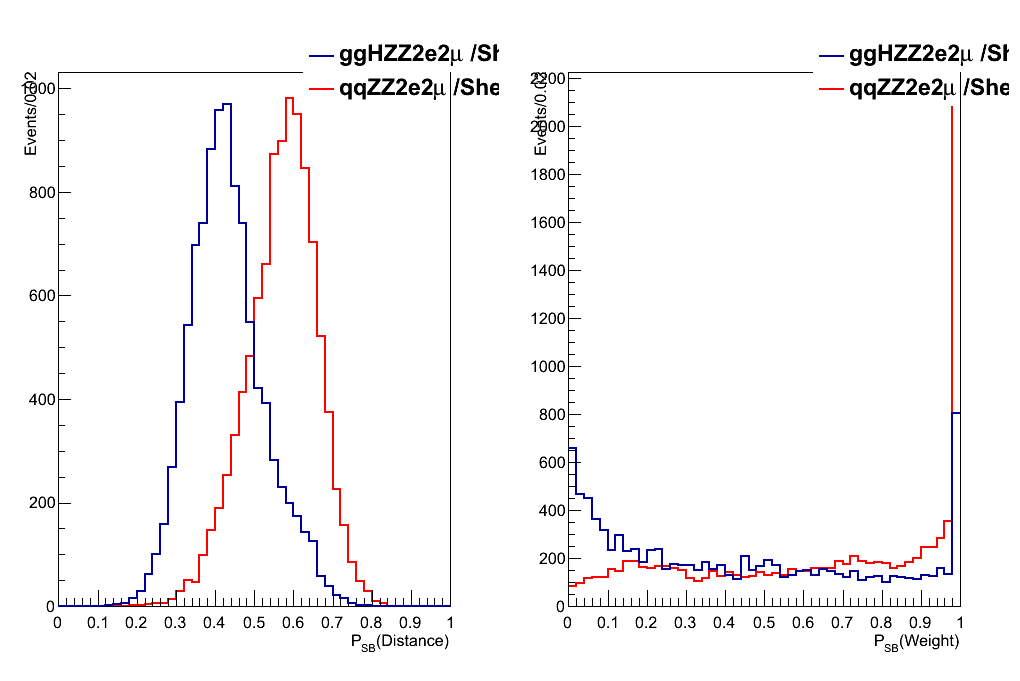 ggHZZ2e2μ /Sh
qqZZ2e2μ /She
Events/0.02
1000
800
600
400
200
0
0 0.1 0.2 0.3 0.4 0.5 0.6 0.7 0.8 0.9 1
PSB(Distance)
ggHZZ2e2μ /Sh
qqZZ2e2μ /She
Events/0.02
2200
2000
1800
1600
1400
1200
1000
800
600
400
200
0
0 0.1 0.2 0.3 0.4 0.5 0.6 0.7 0.8 0.9 1
PSB(Weight)